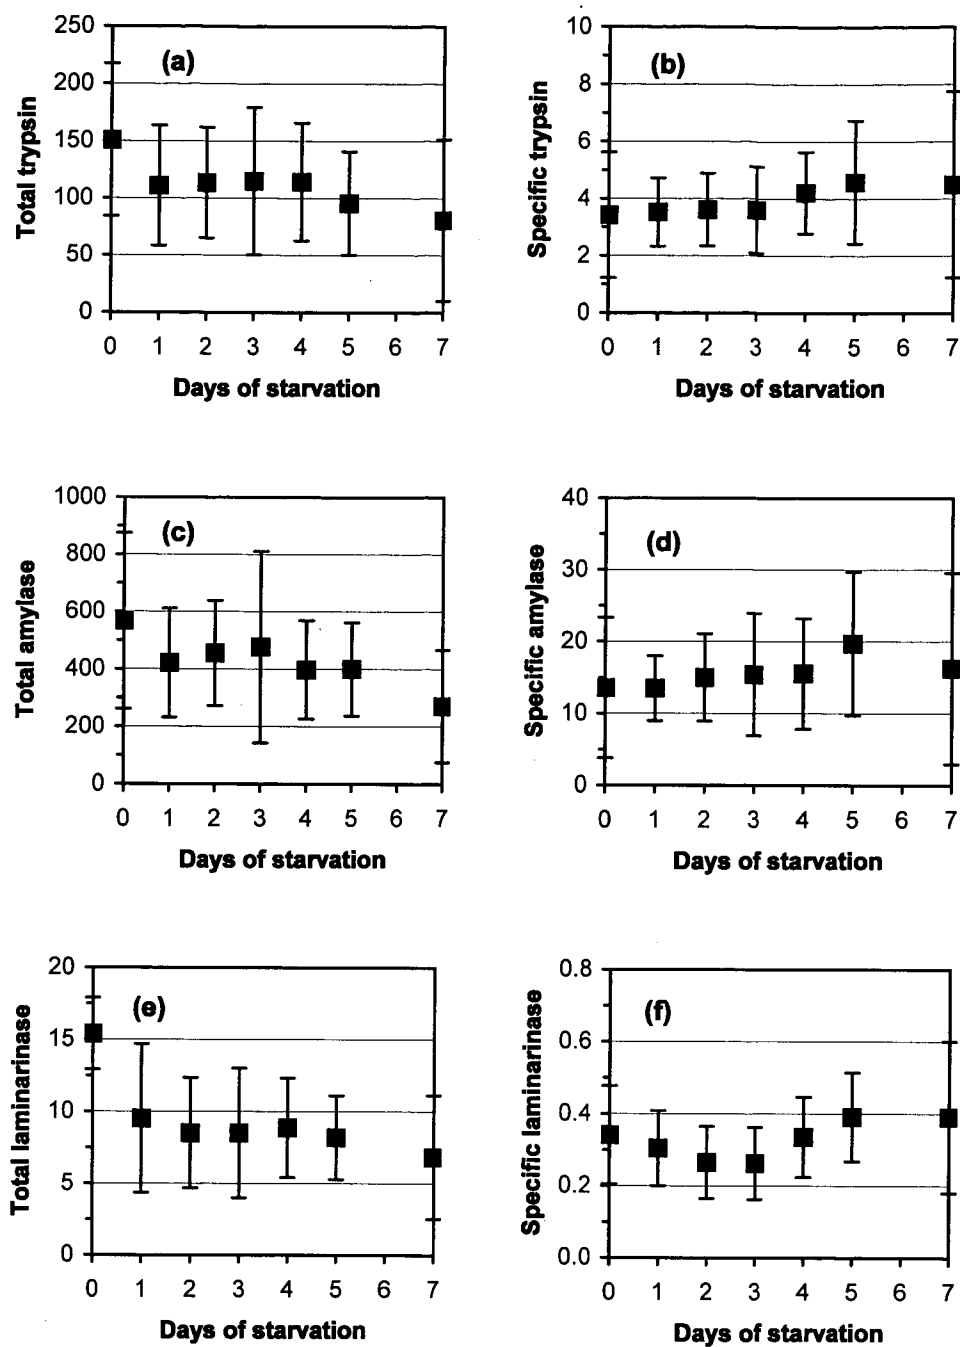 (a)
Total trypsin
250
200
150
100
50
0
0 1 2 3 4 5 6 7
Days of starvation
(b)
Specific trypsin
10
8
6
4
2
0
0 1 2 3 4 5 6 7
Days of starvation
(c)
Total amylase
1000
800
600
400
200
0
0 1 2 3 4 5 6 7
Days of starvation
(d)
Specific amylase
40
30
20
10
0
0 1 2 3 4 5 6 7
Days of starvation
(e)
Total laminarinase
20
15
10
5
0
0 1 2 3 4 5 6 7
Days of starvation
(f)
Specific laminarinase
0.8
0.6
0.4
0.2
0.0
0 1 2 3 4 5 6 7
Days of starvation